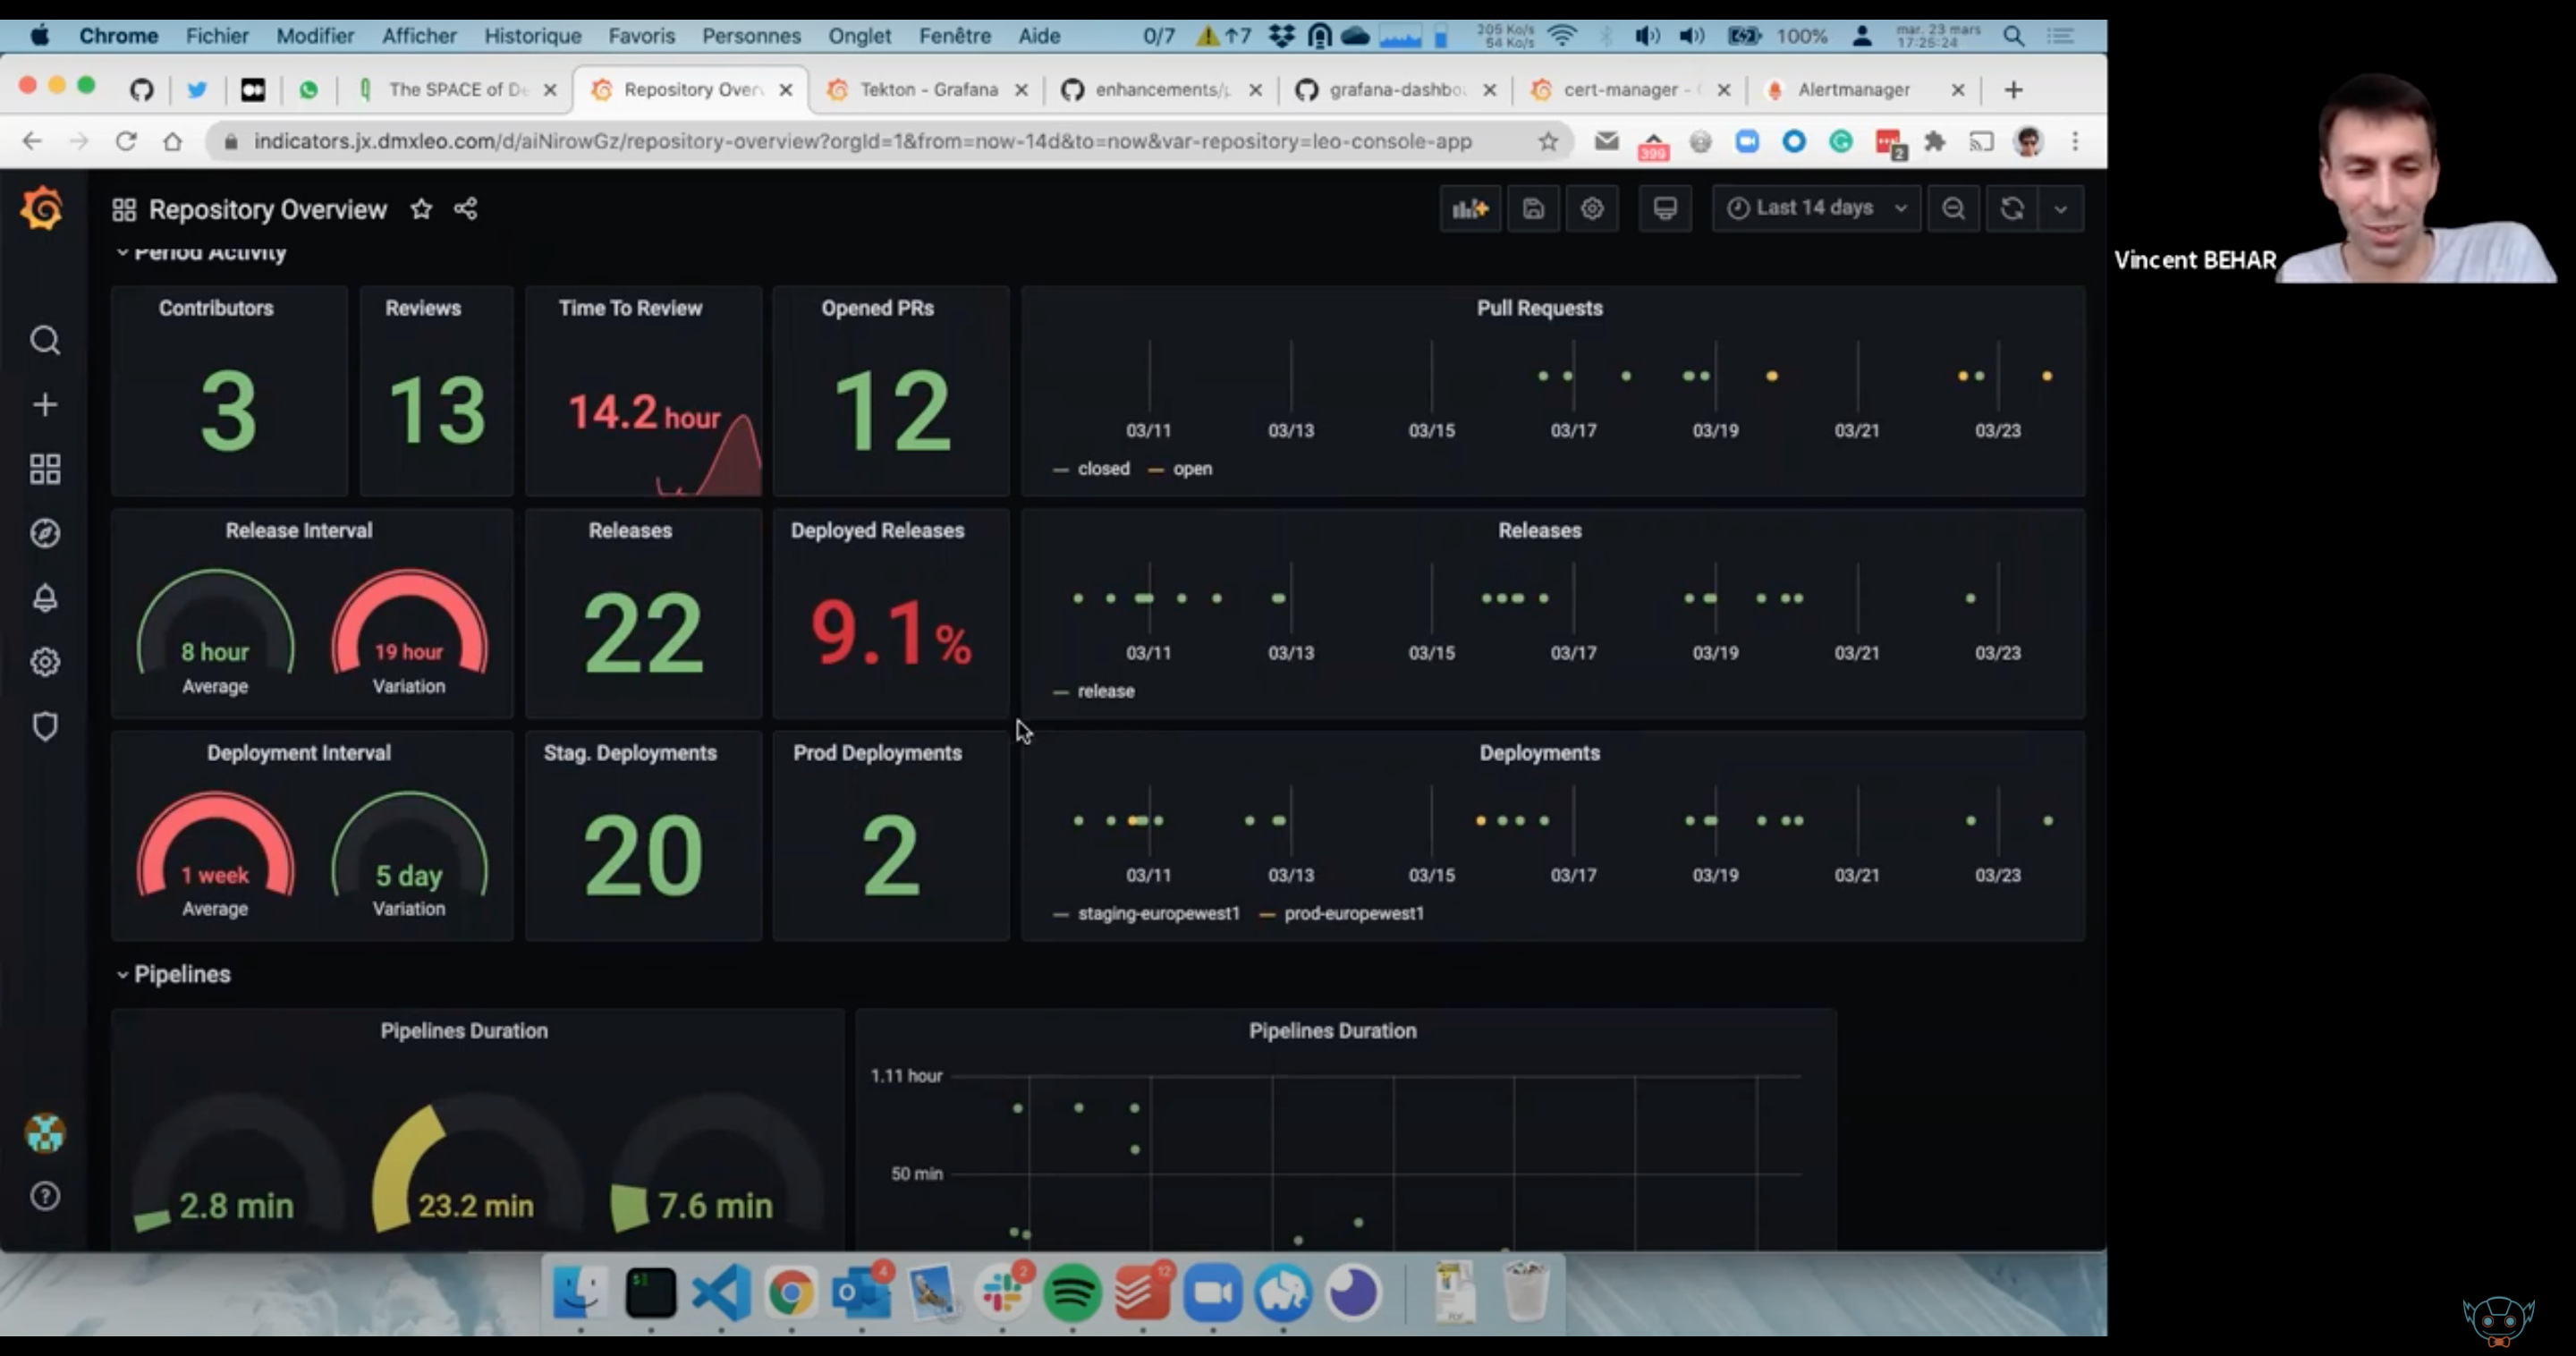 Chrome Fichier Modifier Afficher Historique Favoris Personnes Onglet Fenêtre Aide 0/7 ↑7 205 Ko/s 54 Ko/s 100% mar. 23 mars 17:25:24
The SPACE of De Repository Over Tekton - Grafana enhancements/p grafana-dashbo cert-manager - Alertmanager
indicators.jx.dmxleo.com/d/aiNirowGz/repository-overview?orgId=1&from=now-14d&to=now&var-repository=leo-console-app 399 2
Repository Overview Last 14 days
Vincent BEHAR
Period Activity
Contributors Reviews Time To Review Opened PRs Pull Requests
3 13 14.2 hour 12
03/11 03/13 03/15 03/17 03/19 03/21 03/23
closed open
Release Interval Releases Deployed Releases Releases
8 hour 19 hour 22 9.1%
Average Variation
03/11 03/13 03/15 03/17 03/19 03/21 03/23
release
Deployment Interval Stag. Deployments Prod Deployments Deployments
1 week 5 day 20 2
Average Variation
03/11 03/13 03/15 03/17 03/19 03/21 03/23
staging-europewest1 prod-europewest1
Pipelines
Pipelines Duration Pipelines Duration
1.11 hour
50 min
2.8 min 23.2 min 7.6 min
4 2 12